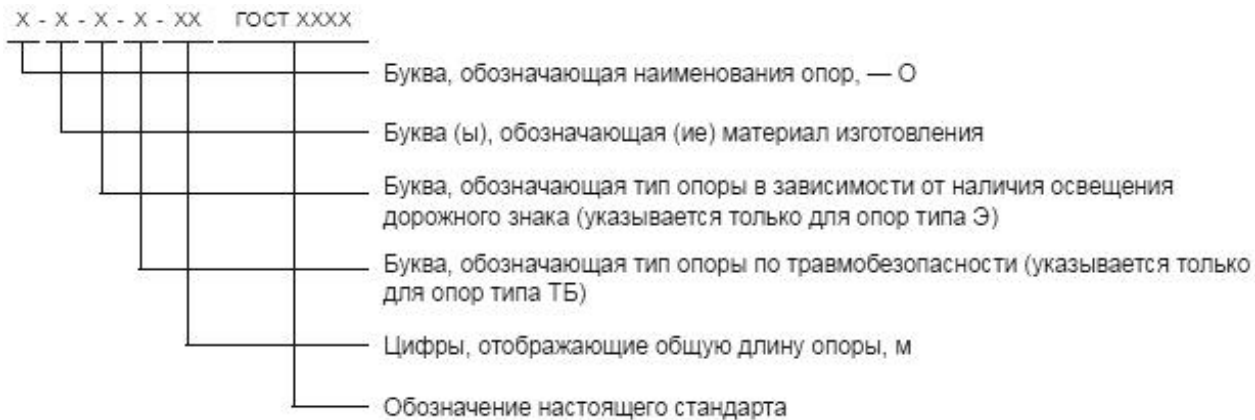 Х - Х - Х - Х - ХХ ГОСТ ХХХХ
Буква, обозначающая наименования опор, — О
Буква (ы), обозначающая (ие) материал изготовления
Буква, обозначающая тип опоры в зависимости от наличия освещения
дорожного знака (указывается только для опор типа Э)
Буква, обозначающая тип опоры по травмобезопасности (указывается только
для опор типа ТБ)
Цифры, отображающие общую длину опоры, м
Обозначение настоящего стандарта